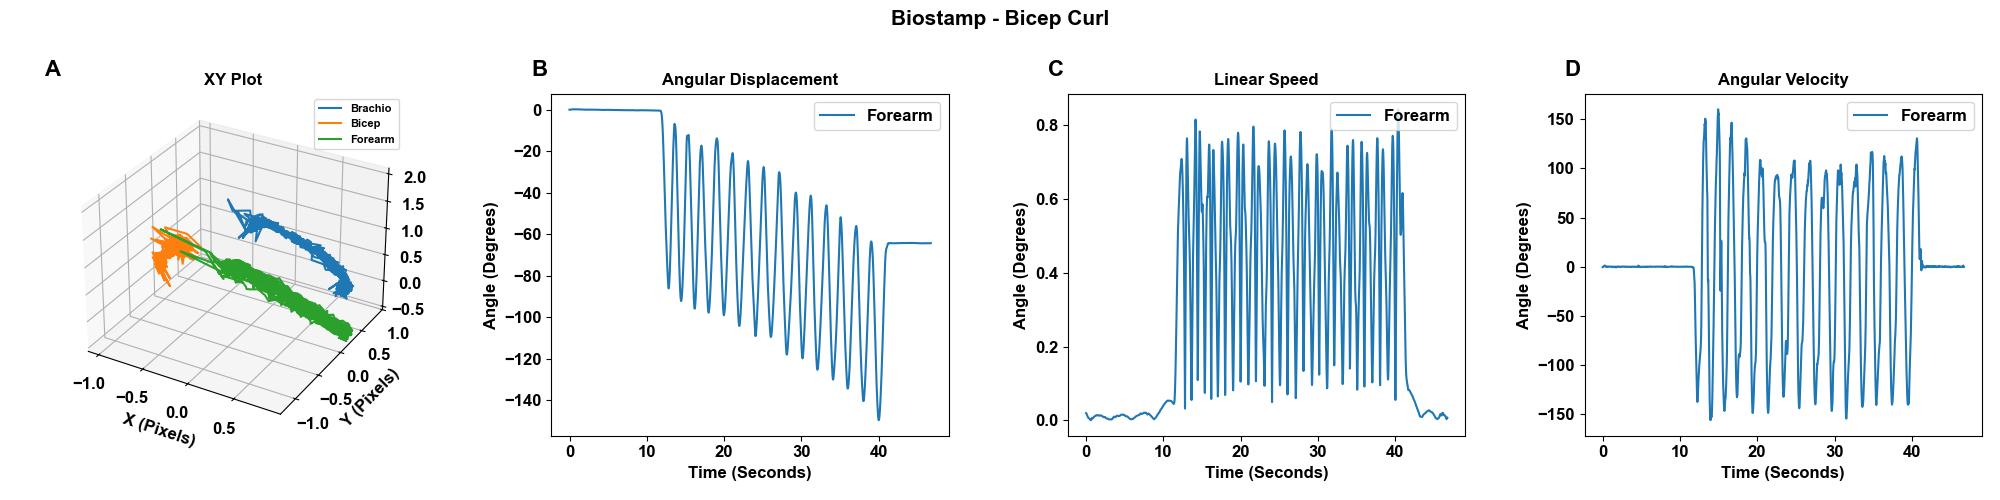 Biostamp - Bicep Curl
A
XY Plot
Brachio
Bicep
Forearm
2.0
1.5
1.0
0.5
0.0
−0.5
1.0
0.5
0.0
−0.5
−1.0
Y (Pixels)
−1.0
−0.5
0.0
0.5
X (Pixels)
B
Angular Displacement
Forearm
0
−20
−40
−60
−80
−100
−120
−140
Angle (Degrees)
0 10 20 30 40
Time (Seconds)
C
Linear Speed
Forearm
0.8
0.6
0.4
0.2
0.0
Angle (Degrees)
0 10 20 30 40
Time (Seconds)
D
Angular Velocity
Forearm
150
100
50
0
−50
−100
−150
Angle (Degrees)
0 10 20 30 40
Time (Seconds)